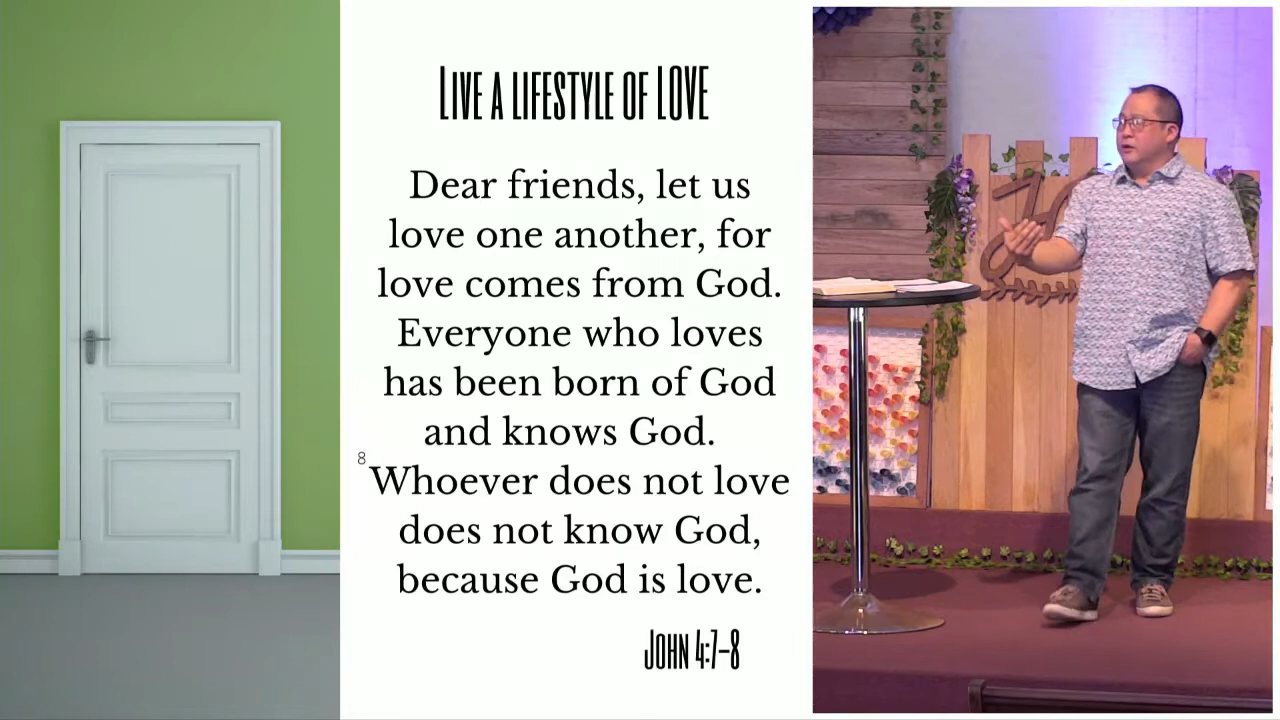 Live a lifestyle of LOVE
Dear friends, let us
love one another, for
love comes from God.
Everyone who loves
has been born of God
and knows God.
8
Whoever does not love
does not know God,
because God is love.
John 4:7-8